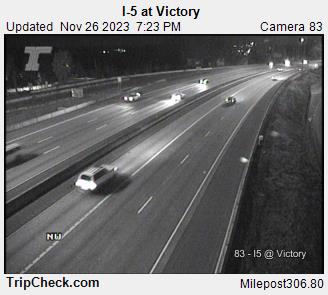 I-5 at Victory
Updated Nov 26 2023 7:23 PM Camera 83
NW
83 - I5 @ Victory
TripCheck.com Milepost306.80